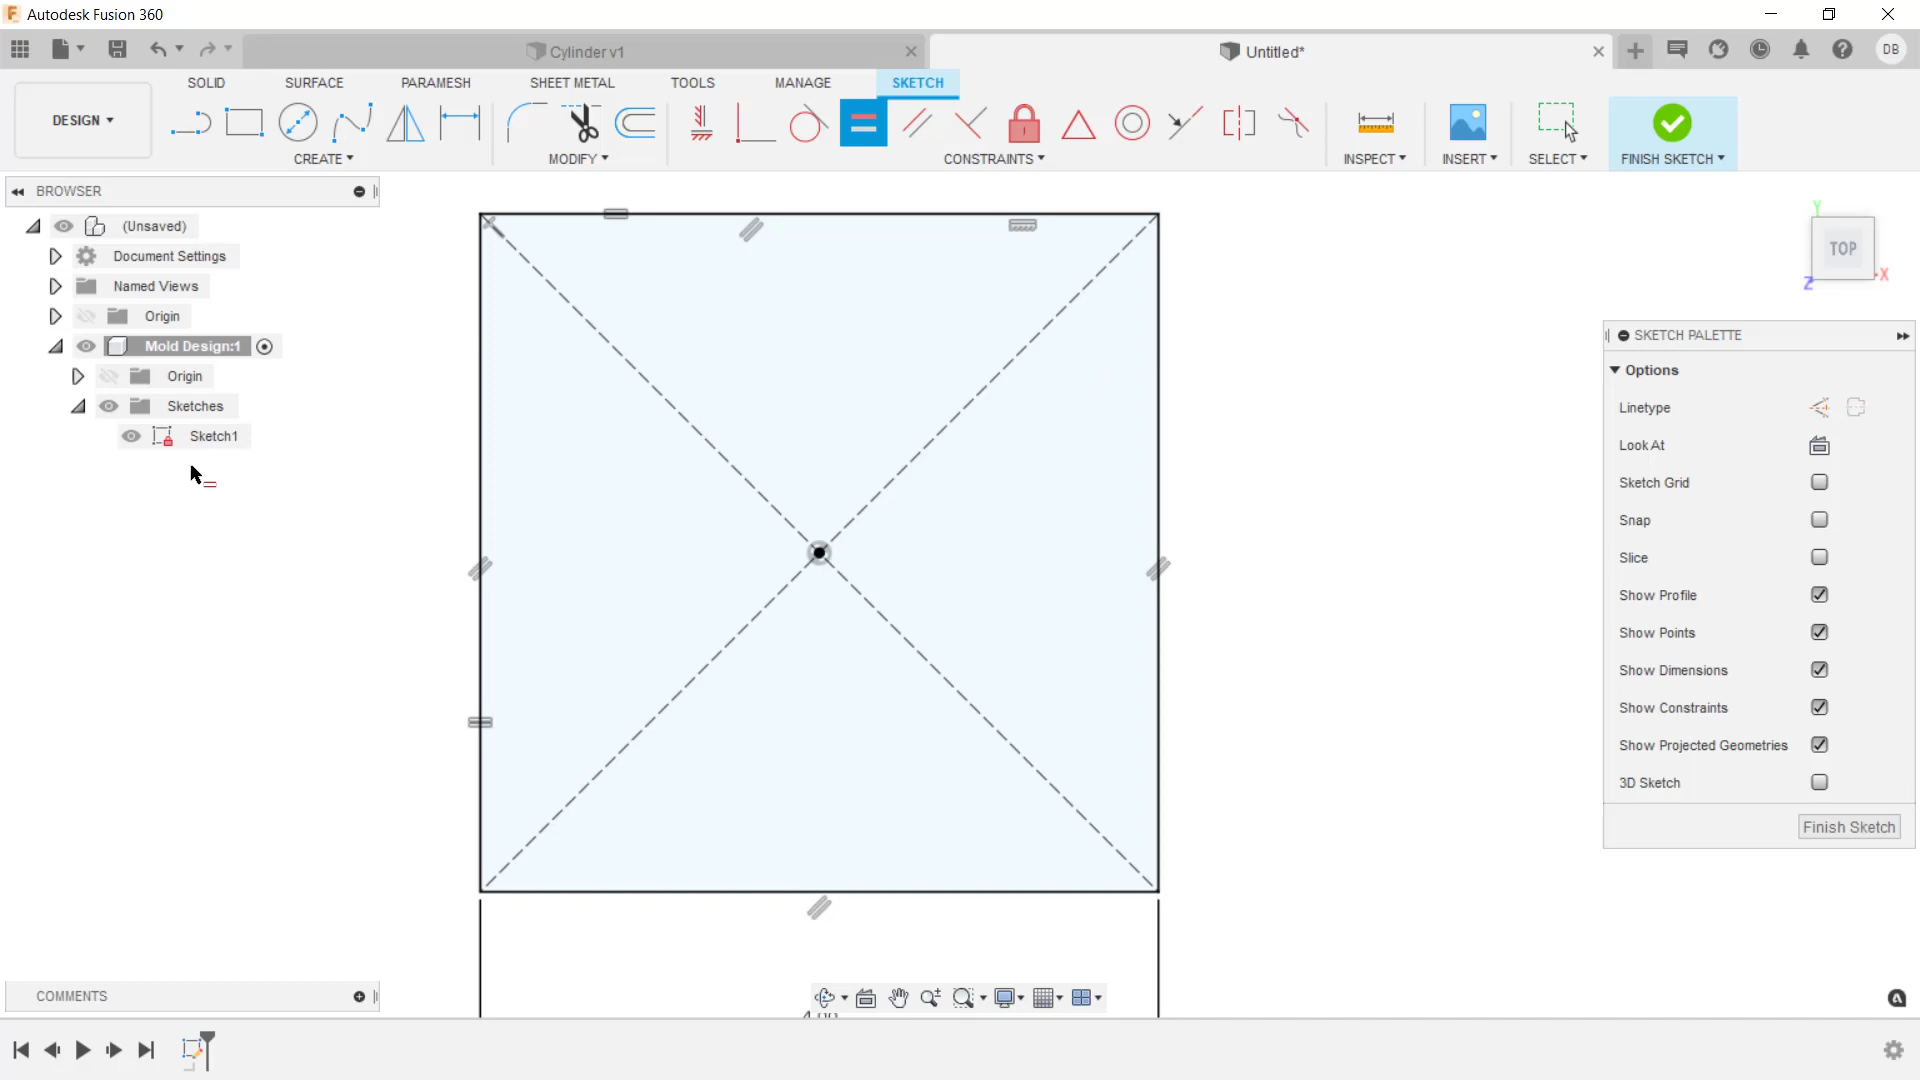 Autodesk Fusion 360
Cylinder v1
Untitled*
DB
SOLID SURFACE PARAMESH SHEET METAL TOOLS MANAGE SKETCH
DESIGN
CREATE MODIFY CONSTRAINTS INSPECT INSERT SELECT FINISH SKETCH
BROWSER
(Unsaved)
Document Settings
Named Views
Origin
Mold Design:1
Origin
Sketches
Sketch1
Y
TOP
X
Z
SKETCH PALETTE
Options
Linetype
Look At
Sketch Grid
Snap
Slice
Show Profile
Show Points
Show Dimensions
Show Constraints
Show Projected Geometries
3D Sketch
Finish Sketch
COMMENTS